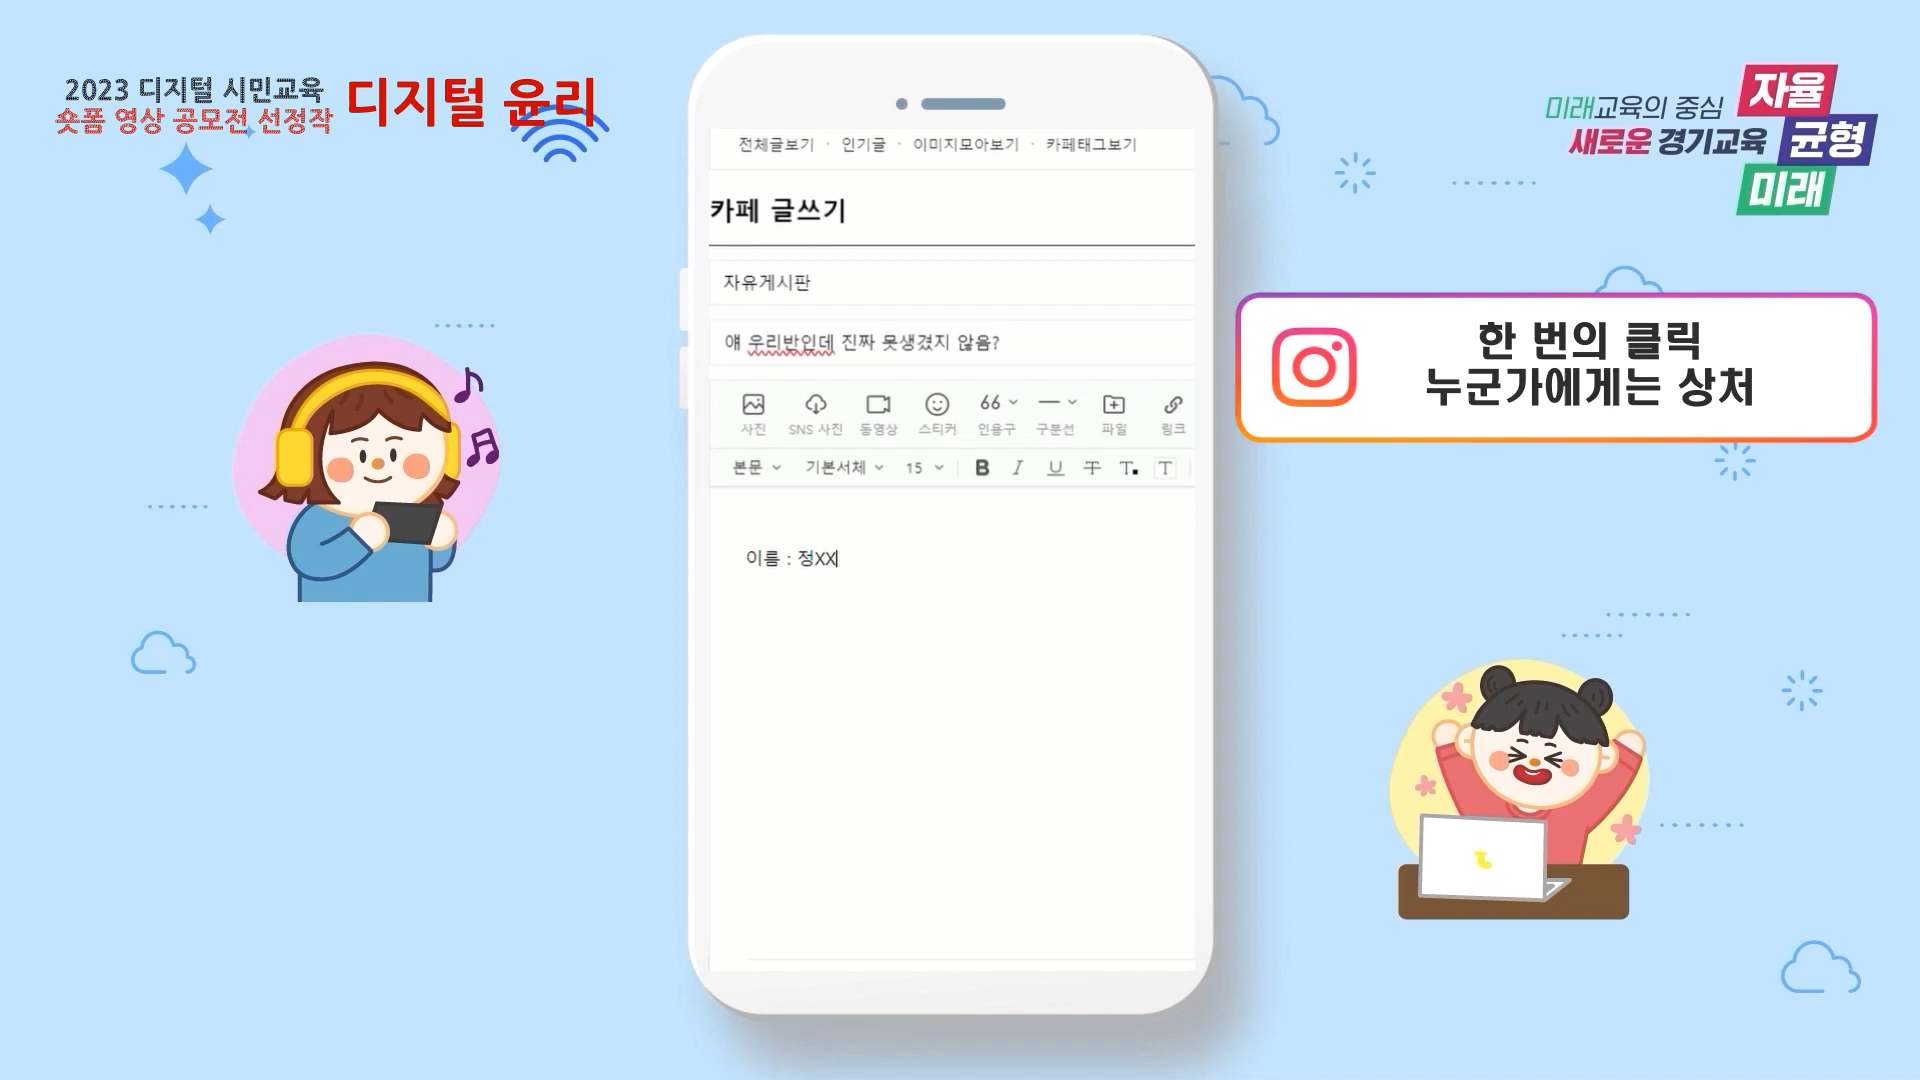 2023 디지털 시민교육
숏폼 영상 공모전 선정작
디지털 윤리
미래교육의 중심
새로운 경기교육
자율
균형
미래
전체글보기 · 인기글 · 이미지모아보기 · 카페태그보기
카페 글쓰기
자유게시판
얘 우리반인데 진짜 못생겼지 않음?
사진 SNS 사진 동영상 스티커 인용구 구분선 파일 링크
본문 기본서체 15 B I U T T T
이름 : 정XX
한 번의 클릭
누군가에게는 상처